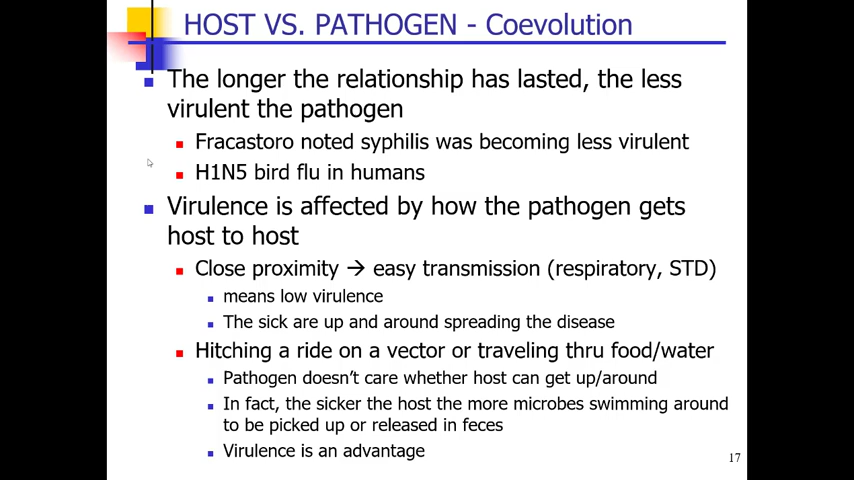 HOST VS. PATHOGEN - Coevolution
The longer the relationship has lasted, the less
virulent the pathogen
Fracastoro noted syphilis was becoming less virulent
H1N5 bird flu in humans
Virulence is affected by how the pathogen gets
host to host
Close proximity → easy transmission (respiratory, STD)
means low virulence
The sick are up and around spreading the disease
Hitching a ride on a vector or traveling thru food/water
Pathogen doesn't care whether host can get up/around
In fact, the sicker the host the more microbes swimming around
to be picked up or released in feces
Virulence is an advantage
17